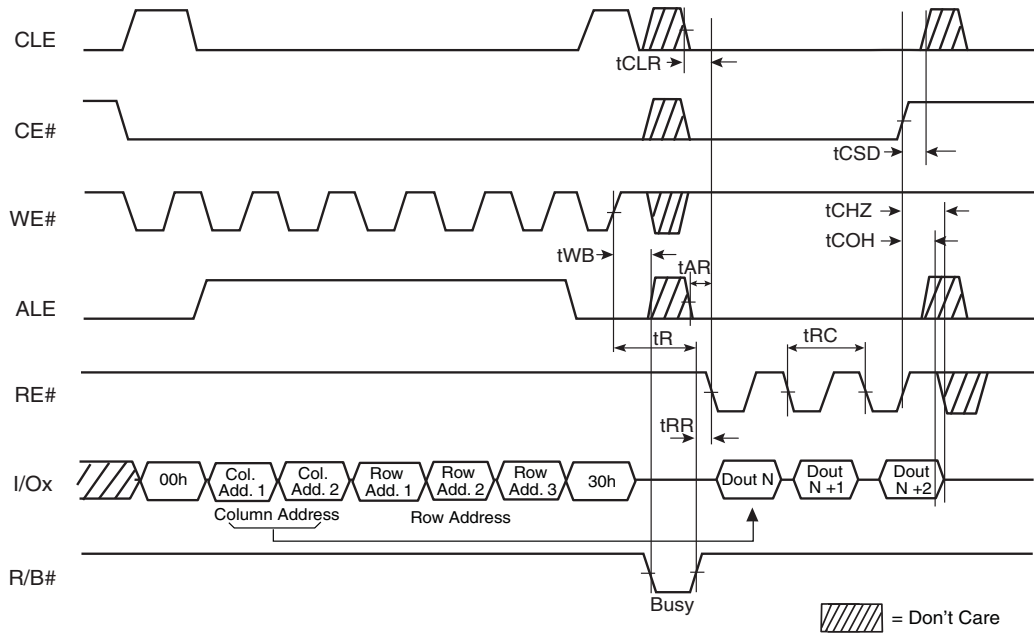 CLE
tCLR
CE#
tCSD
WE#
tCHZ
tCOH
tWB
tAR
ALE
tR
tRC
RE#
tRR
I/Ox
00h
Col. Add. 1
Col. Add. 2
Row Add. 1
Row Add. 2
Row Add. 3
30h
Dout N
Dout N +1
Dout N +2
Column Address
Row Address
R/B#
Busy
= Don't Care